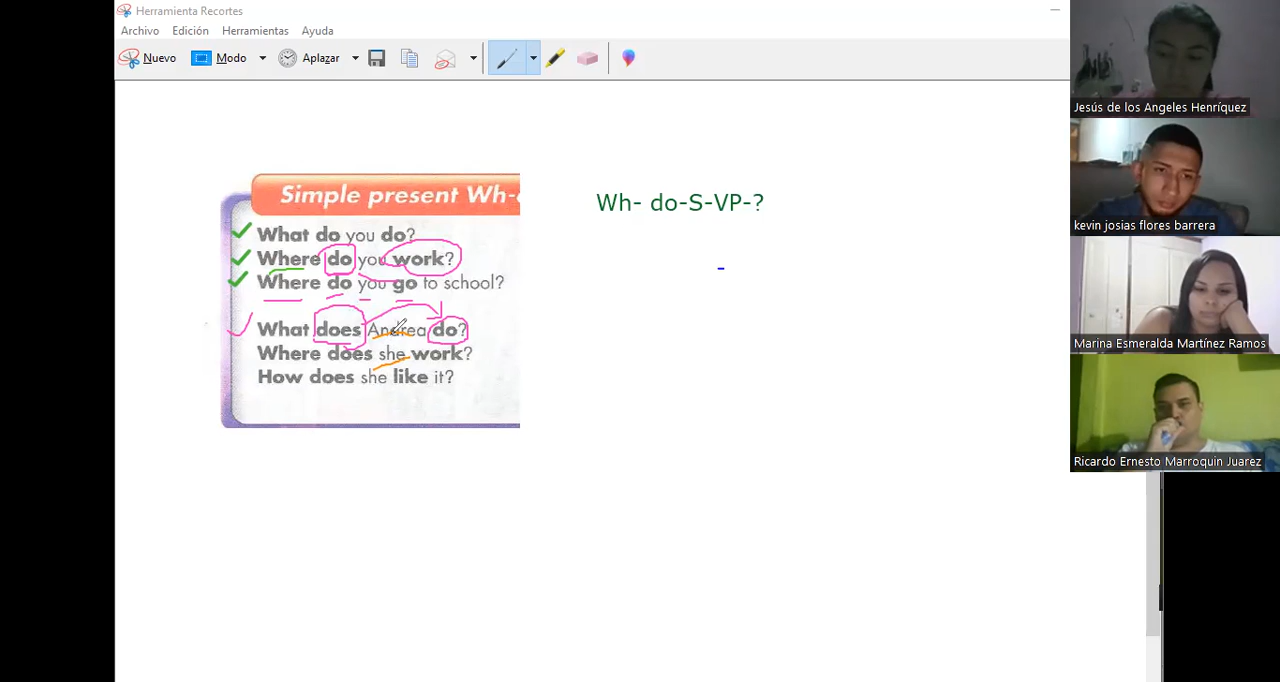 Herramienta Recortes
Archivo Edición Herramientas Ayuda
Nuevo Modo Aplazar
Simple present Wh-
What do you do?
Where do you work?
Where do you go to school?
What does Andrea do?
Where does she work?
How does she like it?
Wh- do-S-VP-?
-
Jesús de los Angeles Henríquez
kevin josias flores barrera
Marina Esmeralda Martínez Ramos
Ricardo Ernesto Marroquin Juarez